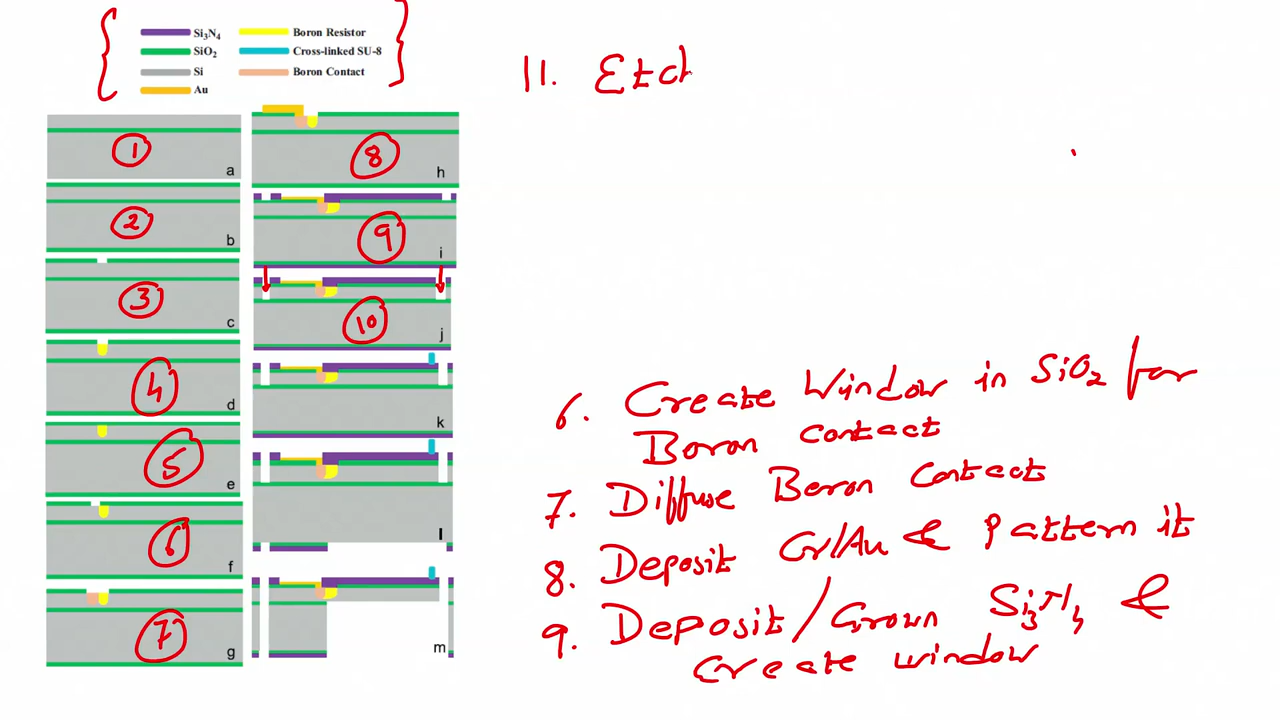 Si3N4
Boron Resistor
SiO2
Cross-linked SU-8
Si
Boron Contact
Au
1
a
2
b
3
c
4
d
5
e
6
f
7
g
8
h
9
i
10
j
k
l
m
11. Etch
6. Create Window in SiO2 for
Boron contact
7. Diffuse Boron Contact
8. Deposit Cr/Au & Pattern it
9. Deposit/Grown Si3N4 &
Create window